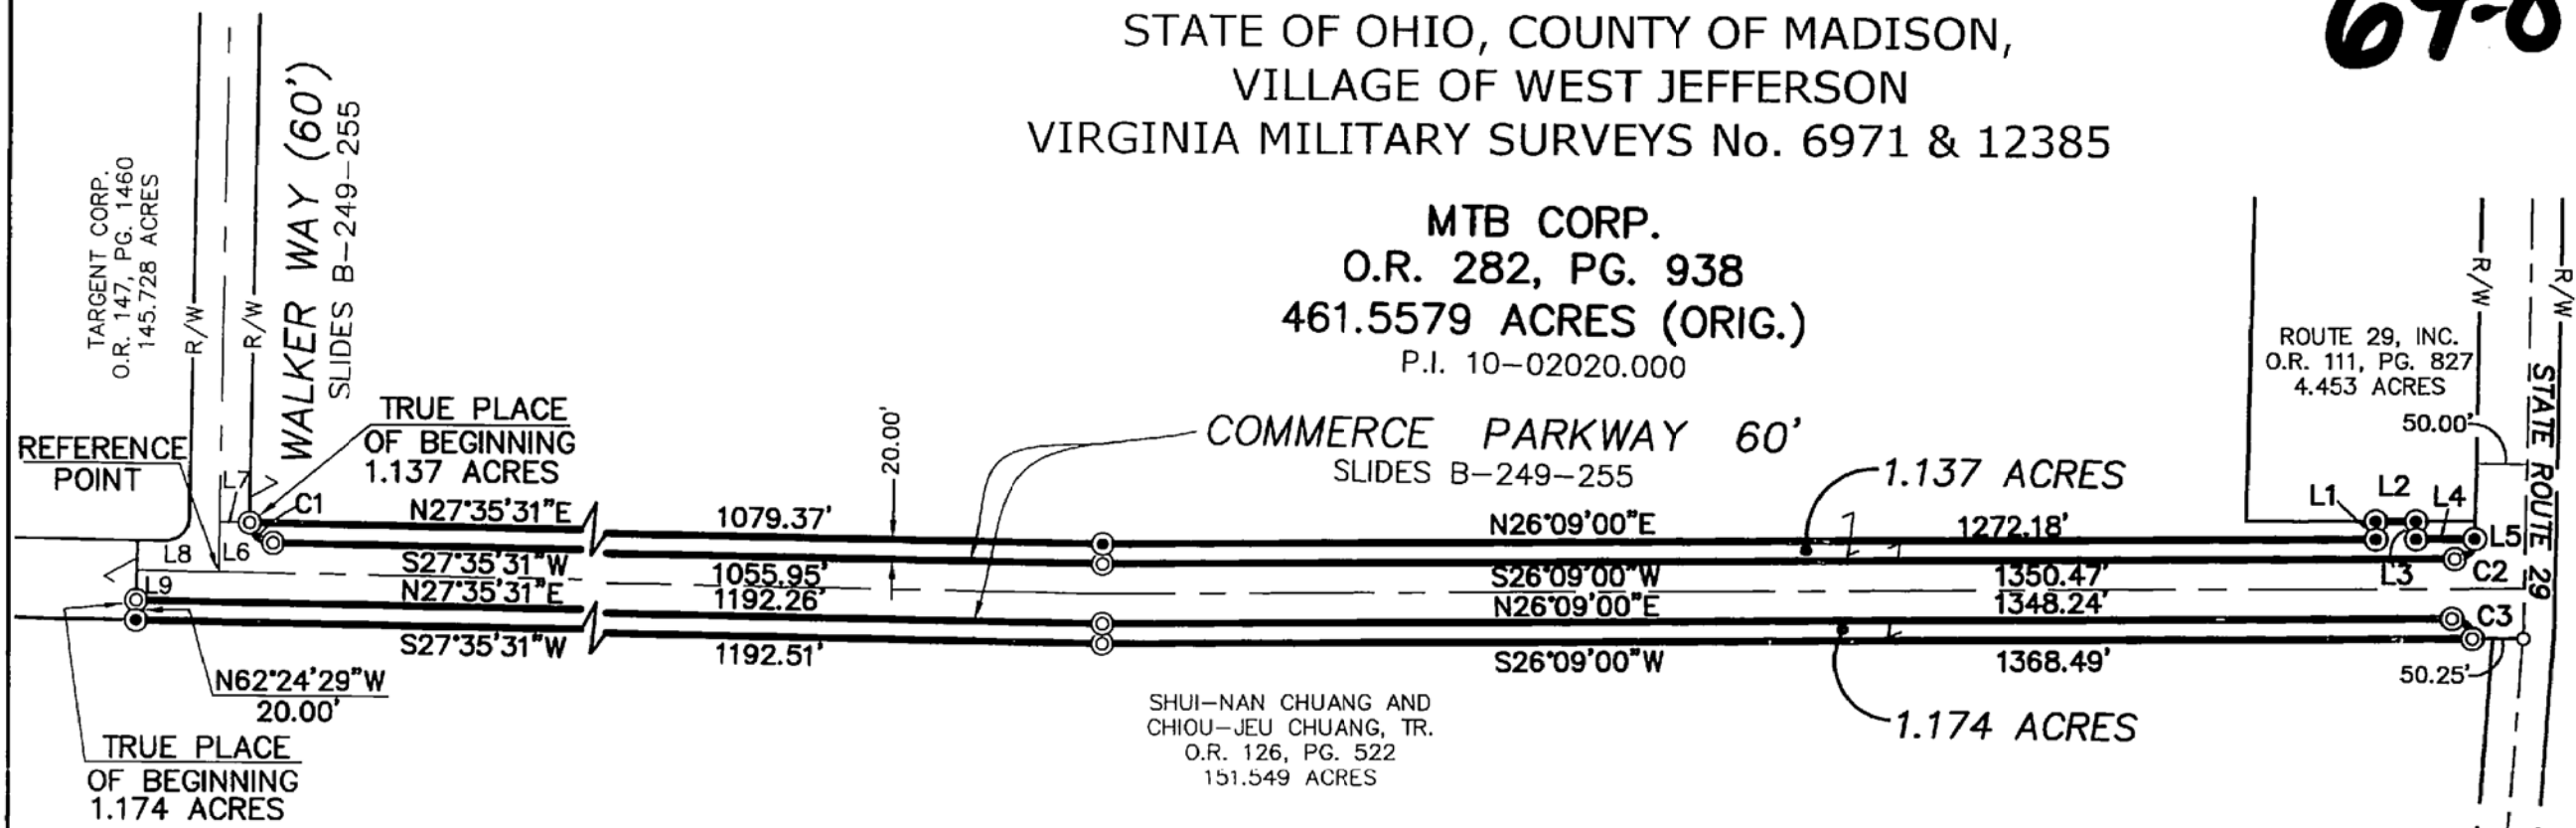 STATE OF OHIO, COUNTY OF MADISON,
VILLAGE OF WEST JEFFERSON
VIRGINIA MILITARY SURVEYS No. 6971 & 12385
MTB CORP.
O.R. 282, PG. 938
461.5579 ACRES (ORIG.)
P.I. 10-02020.000
TARGENT CORP.
O.R. 147, PG. 1460
145.728 ACRES
R/W
R/W
WALKER WAY (60')
SLIDES B-249-255
REFERENCE
POINT
TRUE PLACE
OF BEGINNING
1.137 ACRES
L7
C1
L8
L6
L9
N27°35'31"E
1079.37'
S27°35'31"W
1055.95'
N27°35'31"E
1192.26'
S27°35'31"W
1192.51'
N62°24'29"W
20.00'
TRUE PLACE
OF BEGINNING
1.174 ACRES
20.00'
COMMERCE PARKWAY 60'
SLIDES B-249-255
1.137 ACRES
N26°09'00"E
1272.18'
S26°09'00"W
1350.47'
N26°09'00"E
1348.24'
S26°09'00"W
1368.49'
1.174 ACRES
SHUI-NAN CHUANG AND
CHIOU-JEU CHUANG, TR.
O.R. 126, PG. 522
151.549 ACRES
ROUTE 29, INC.
O.R. 111, PG. 827
4.453 ACRES
50.00'
R/W
R/W
STATE ROUTE 29
L1
L2
L4
L5
L3
C2
C3
50.25'